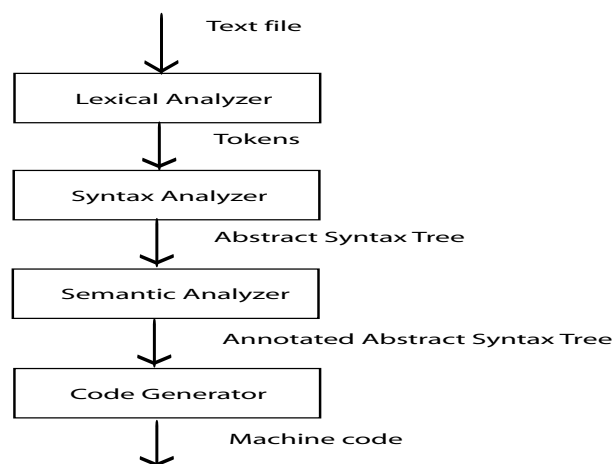 Text file
Lexical Analyzer
Tokens
Syntax Analyzer
Abstract Syntax Tree
Semantic Analyzer
Annotated Abstract Syntax Tree
Code Generator
Machine code